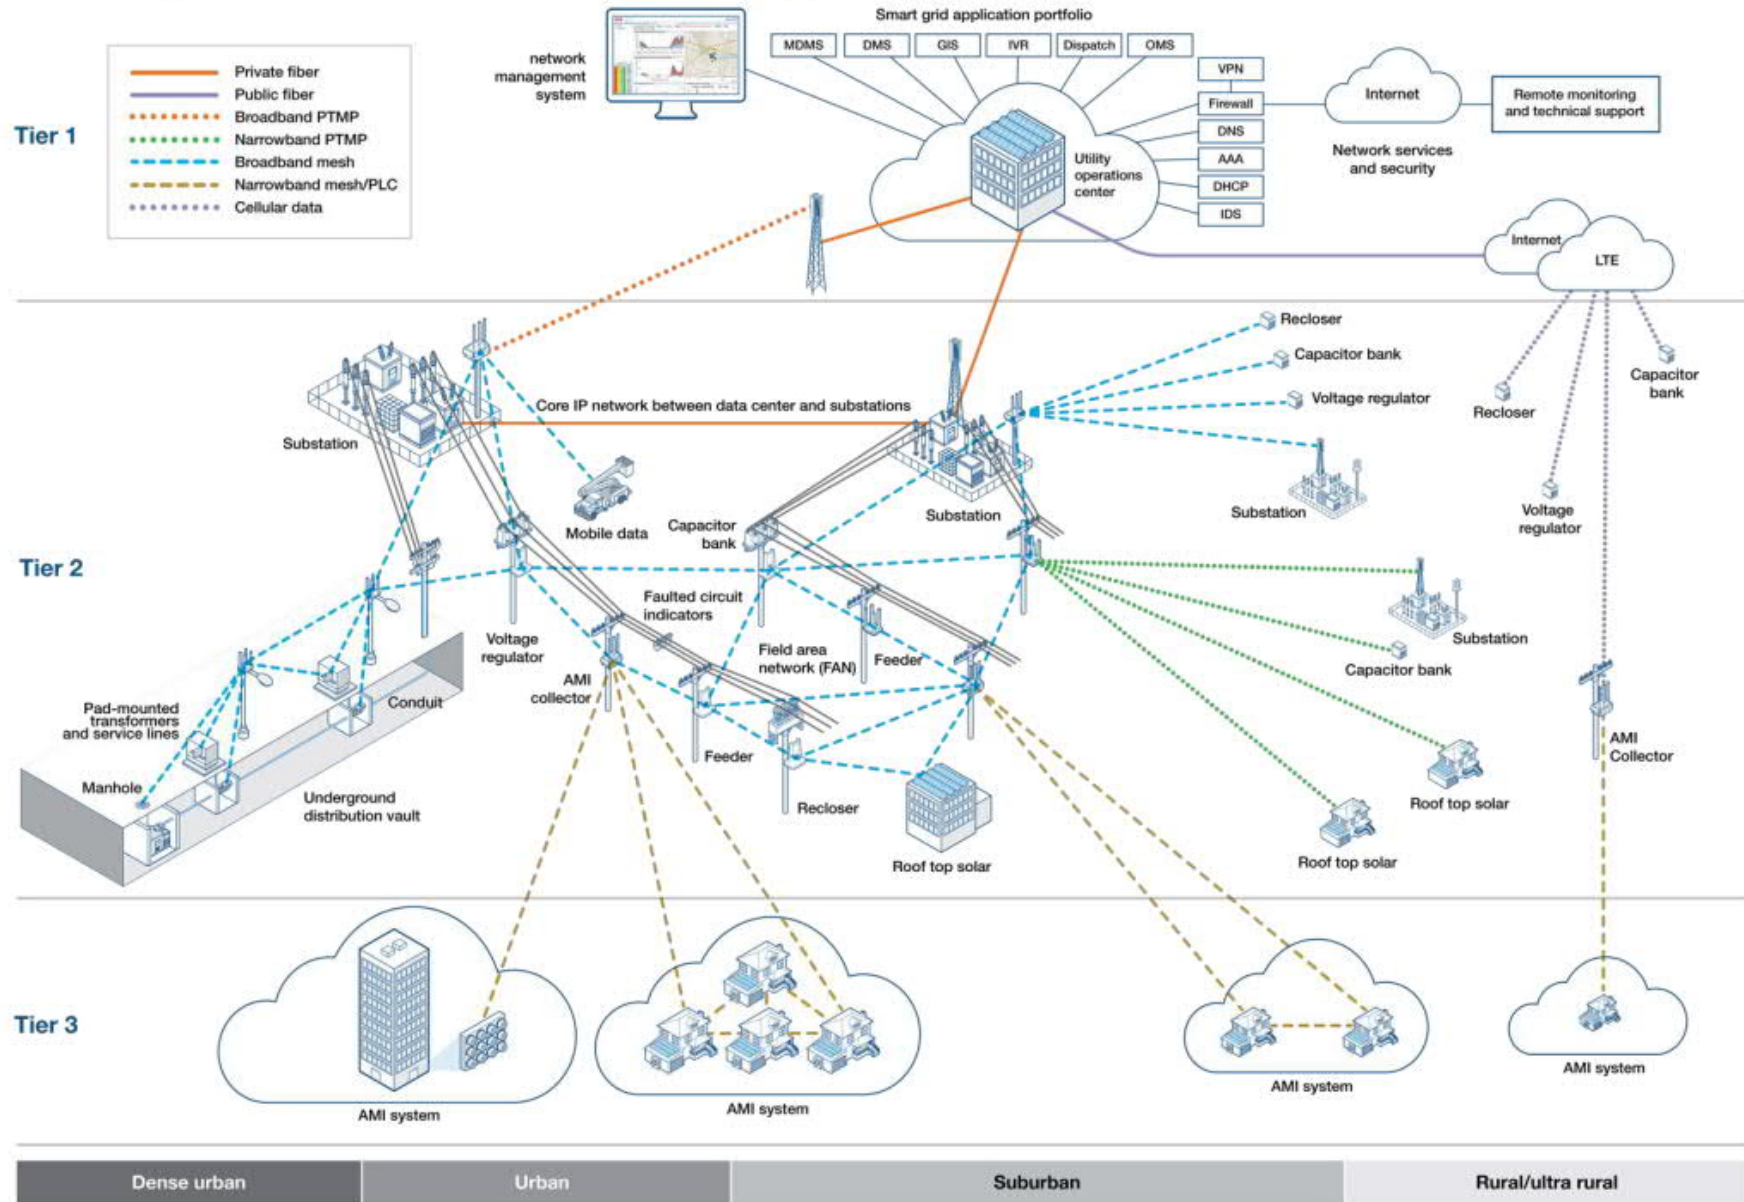 Smart grid application portfolio
network
management
system
MDMS
DMS
GIS
IVR
Dispatch
OMS
VPN
Firewall
DNS
AAA
DHCP
IDS
Internet
Remote monitoring
and technical support
Network services
and security
Utility
operations
center
Private fiber
Public fiber
Broadband PTMP
Narrowband PTMP
Broadband mesh
Narrowband mesh/PLC
Cellular data
Tier 1
Internet
LTE
Recloser
Capacitor bank
Voltage regulator
Substation
Recloser
Capacitor
bank
Voltage
regulator
Substation
Core IP network between data center and substations
Mobile data
Capacitor
bank
Substation
Tier 2
Faulted circuit
indicators
Voltage
regulator
AMI
collector
Field area
network (FAN)
Feeder
Substation
Capacitor bank
Conduit
Pad-mounted
transformers
and service lines
Manhole
Underground
distribution vault
Feeder
Recloser
Roof top solar
Roof top solar
Roof top solar
AMI
Collector
Tier 3
AMI system
AMI system
AMI system
AMI system
Dense urban
Urban
Suburban
Rural/ultra rural